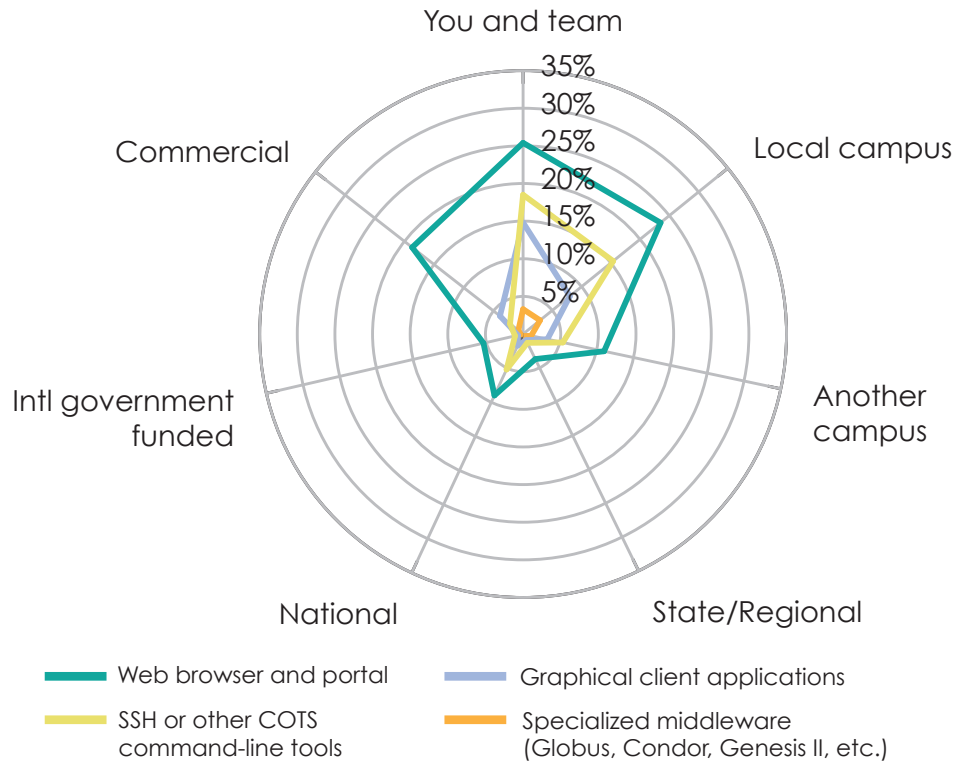 You and team
35%
30%
25%
20%
15%
10%
5%
Commercial
Local campus
Intl government
funded
Another
campus
National
State/Regional
Web browser and portal
Graphical client applications
SSH or other COTS
command-line tools
Specialized middleware
(Globus, Condor, Genesis II, etc.)